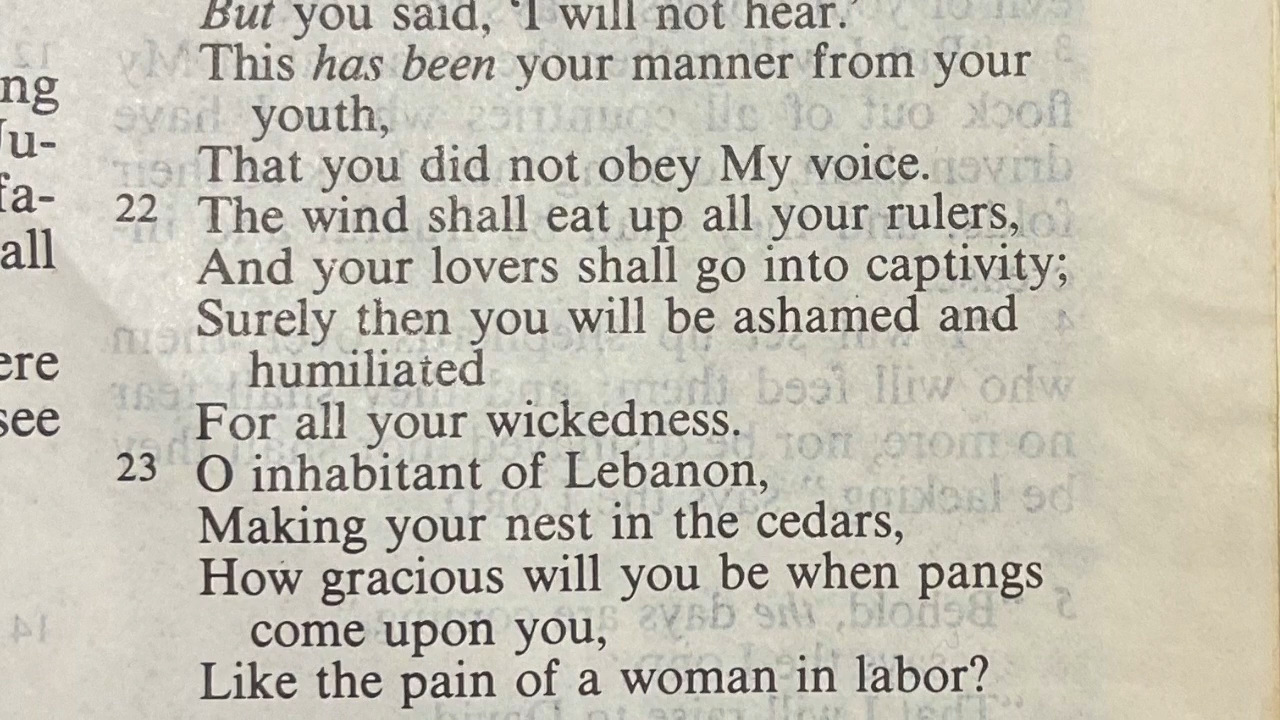 But you said, ‘I will not hear.’
This has been your manner from your
youth,
That you did not obey My voice.
22 The wind shall eat up all your rulers,
And your lovers shall go into captivity;
Surely then you will be ashamed and
humiliated
For all your wickedness.
23 O inhabitant of Lebanon,
Making your nest in the cedars,
How gracious will you be when pangs
come upon you,
Like the pain of a woman in labor?